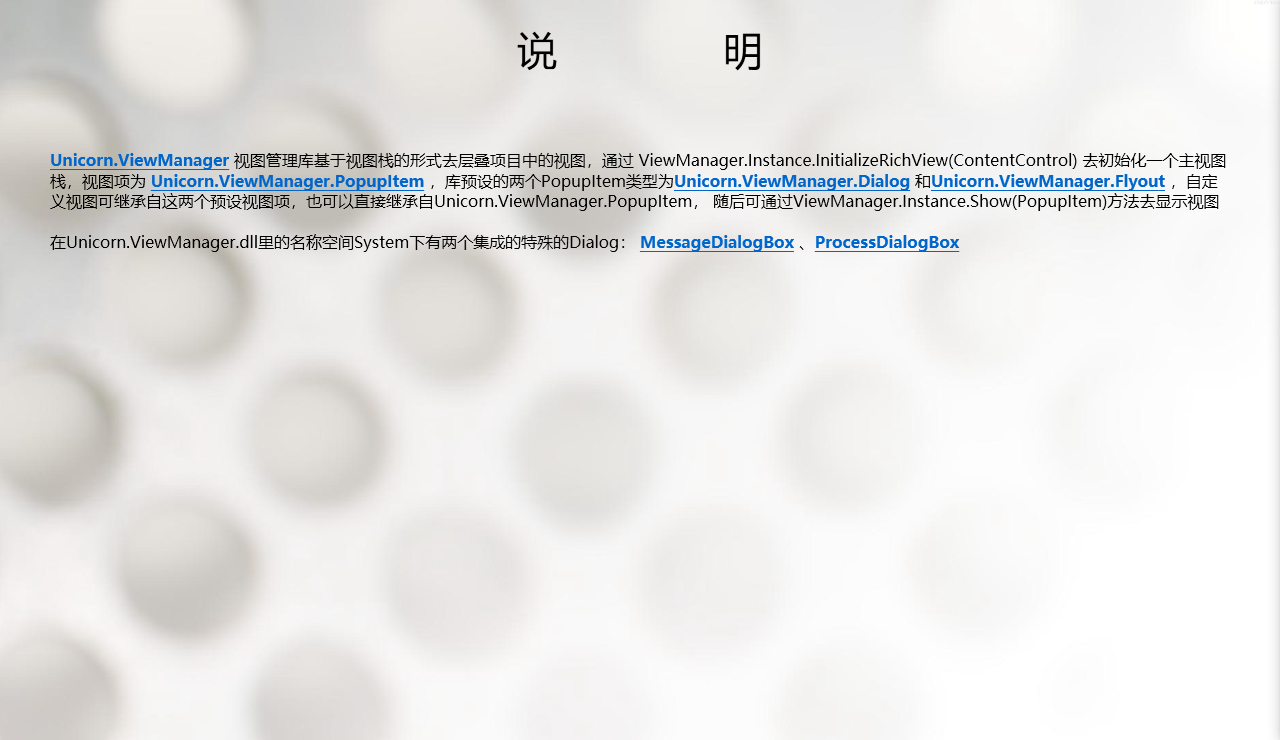 说 明
Unicorn.ViewManager 视图管理库基于视图栈的形式去层叠项目中的视图，通过 ViewManager.Instance.InitializeRichView(ContentControl) 去初始化一个主视图
栈，视图项为 Unicorn.ViewManager.PopupItem ，库预设的两个PopupItem类型为Unicorn.ViewManager.Dialog 和Unicorn.ViewManager.Flyout ，自定
义视图可继承自这两个预设视图项，也可以直接继承自Unicorn.ViewManager.PopupItem， 随后可通过ViewManager.Instance.Show(PopupItem)方法去显示视图
在Unicorn.ViewManager.dll里的名称空间System下有两个集成的特殊的Dialog： MessageDialogBox 、ProcessDialogBox